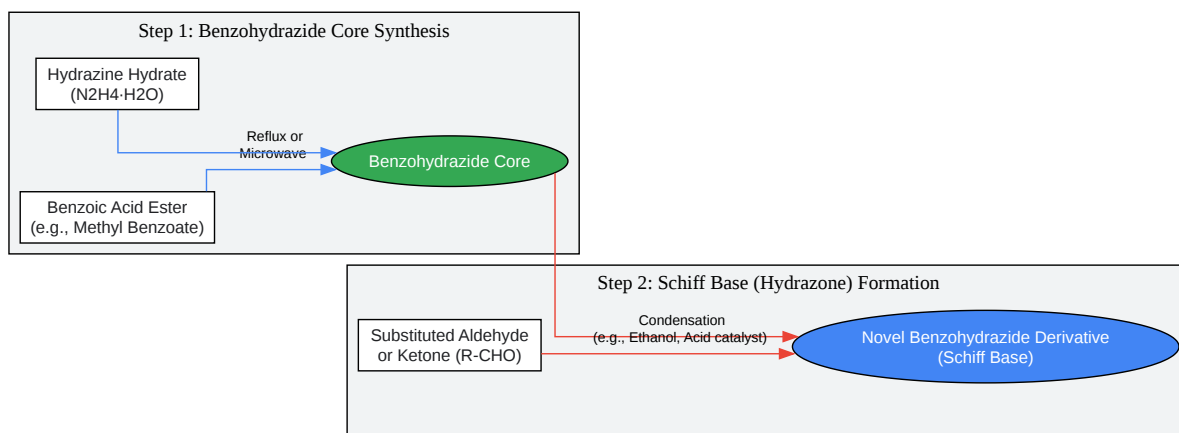 Step 1: Benzohydrazide Core Synthesis
Hydrazine Hydrate
(N2H4·H2O)
Reflux or
Microwave
Benzohydrazide Core
Benzoic Acid Ester
(e.g., Methyl Benzoate)
Step 2: Schiff Base (Hydrazone) Formation
Substituted Aldehyde
or Ketone (R-CHO)
Condensation
(e.g., Ethanol, Acid catalyst)
Novel Benzohydrazide Derivative
(Schiff Base)